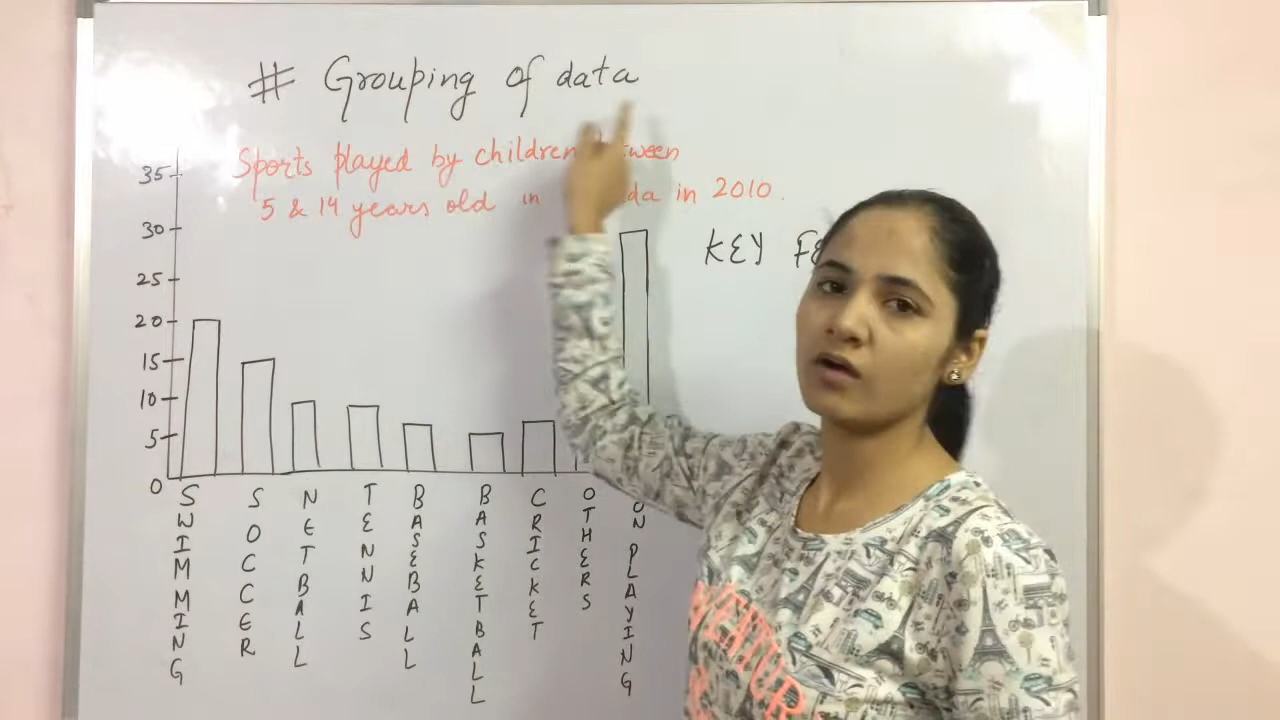 # Grouping of data
Sports played by children
5 & 14 years old in in 2010.
35
30
25
20
15
10
5
0
KEY
SWIMMING
SOCCER
NETBALL
TENNIS
BASEBALL
BASKETBALL
CRICKET
OTHERS
PLAYING